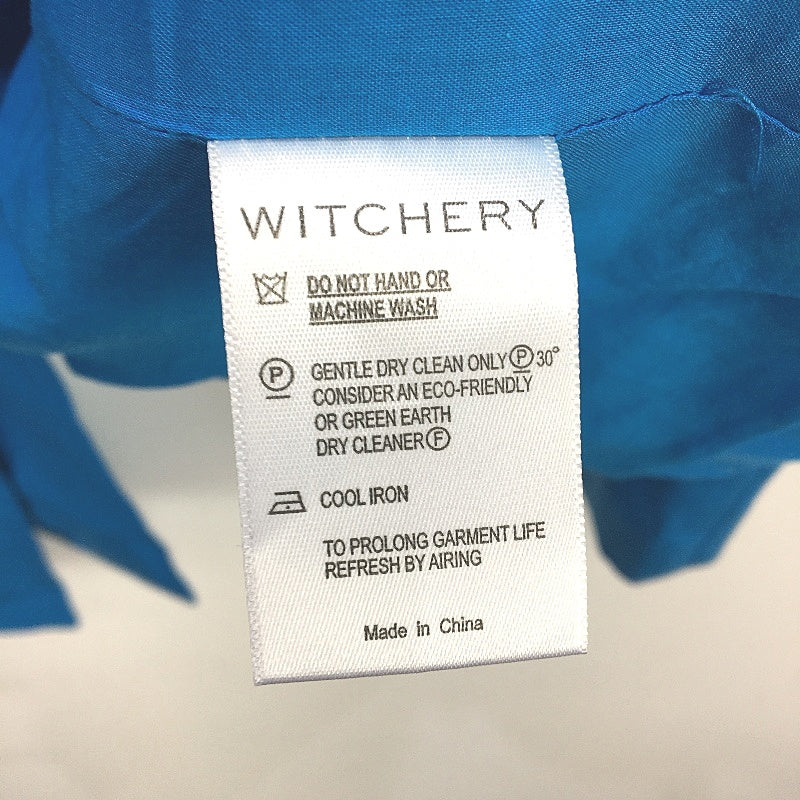 WITCHERY
DO NOT HAND OR
MACHINE WASH
P GENTLE DRY CLEAN ONLY P 30°
CONSIDER AN ECO-FRIENDLY
OR GREEN EARTH
DRY CLEANER F
COOL IRON
TO PROLONG GARMENT LIFE
REFRESH BY AIRING
Made in China